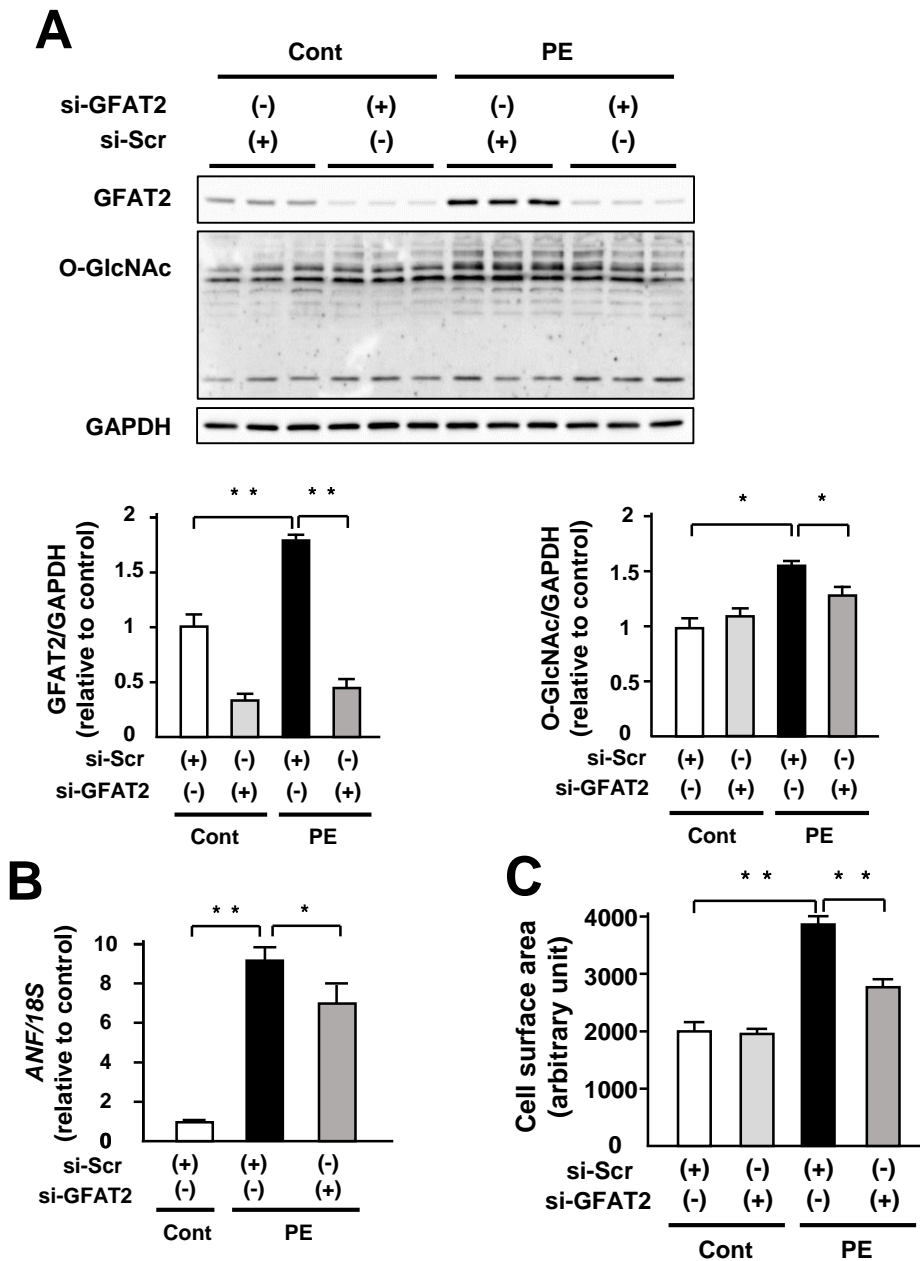 A
Cont PE
si-GFAT2 (-) (+) (-) (+)
si-Scr (+) (-) (+) (-)
GFAT2
O-GlcNAc
GAPDH
* * * *
GFAT2/GAPDH
(relative to control)
2
1.5
1
0.5
0
si-Scr (+) (-) (+) (-)
si-GFAT2 (-) (+) (-) (+)
Cont PE
* *
O-GlcNAc/GAPDH
(relative to control)
2
1.5
1
0.5
0
si-Scr (+) (-) (+) (-)
si-GFAT2 (-) (+) (-) (+)
Cont PE
B
* * *
ANF/18S
(relative to control)
10
8
6
4
2
0
si-Scr (+) (+) (-)
si-GFAT2 (-) (-) (+)
Cont PE
C
* * * *
Cell surface area
(arbitrary unit)
4000
3000
2000
1000
0
si-Scr (+) (-) (+) (-)
si-GFAT2 (-) (+) (-) (+)
Cont PE